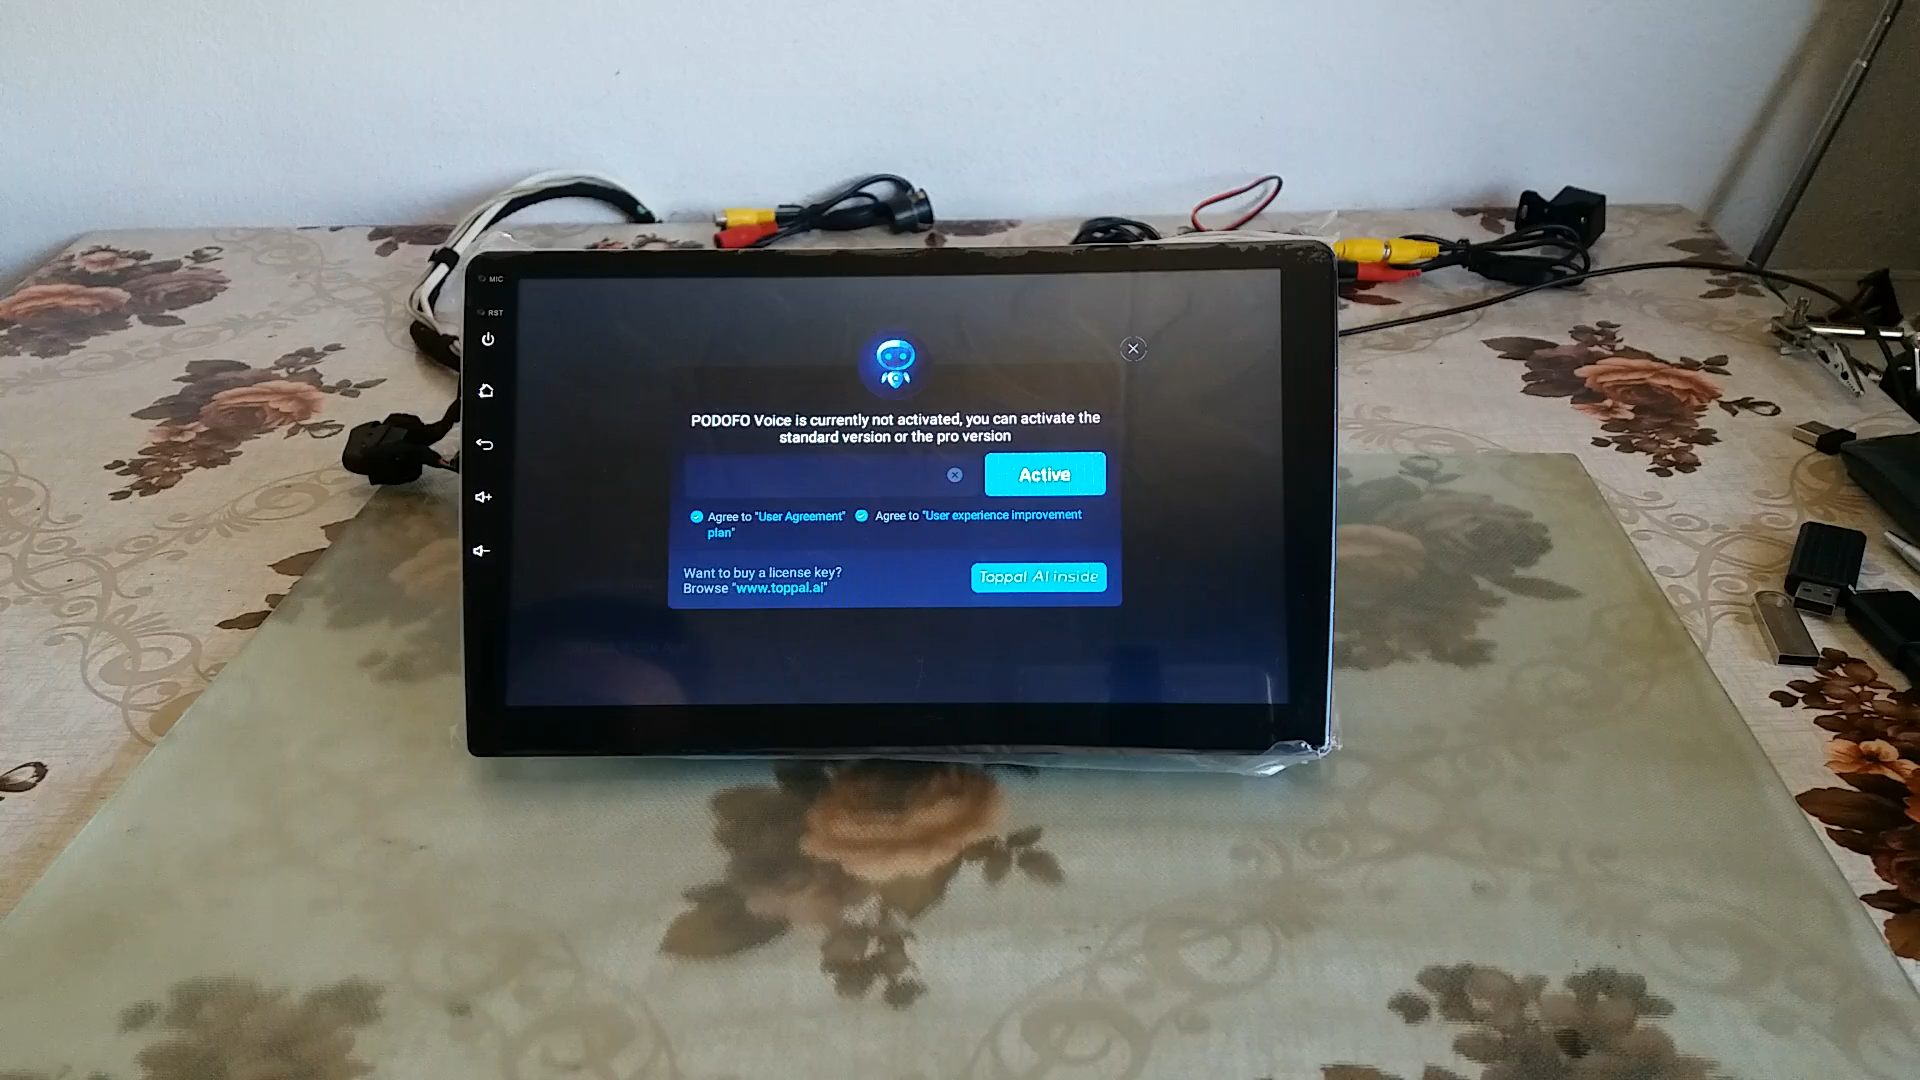 MIC
RST
PODOFO Voice is currently not activated, you can activate the
standard version or the pro version
Active
Agree to "User Agreement" Agree to "User experience improvement
plan"
Want to buy a license key?
Browse "www.toppal.ai"
Toppal AI inside